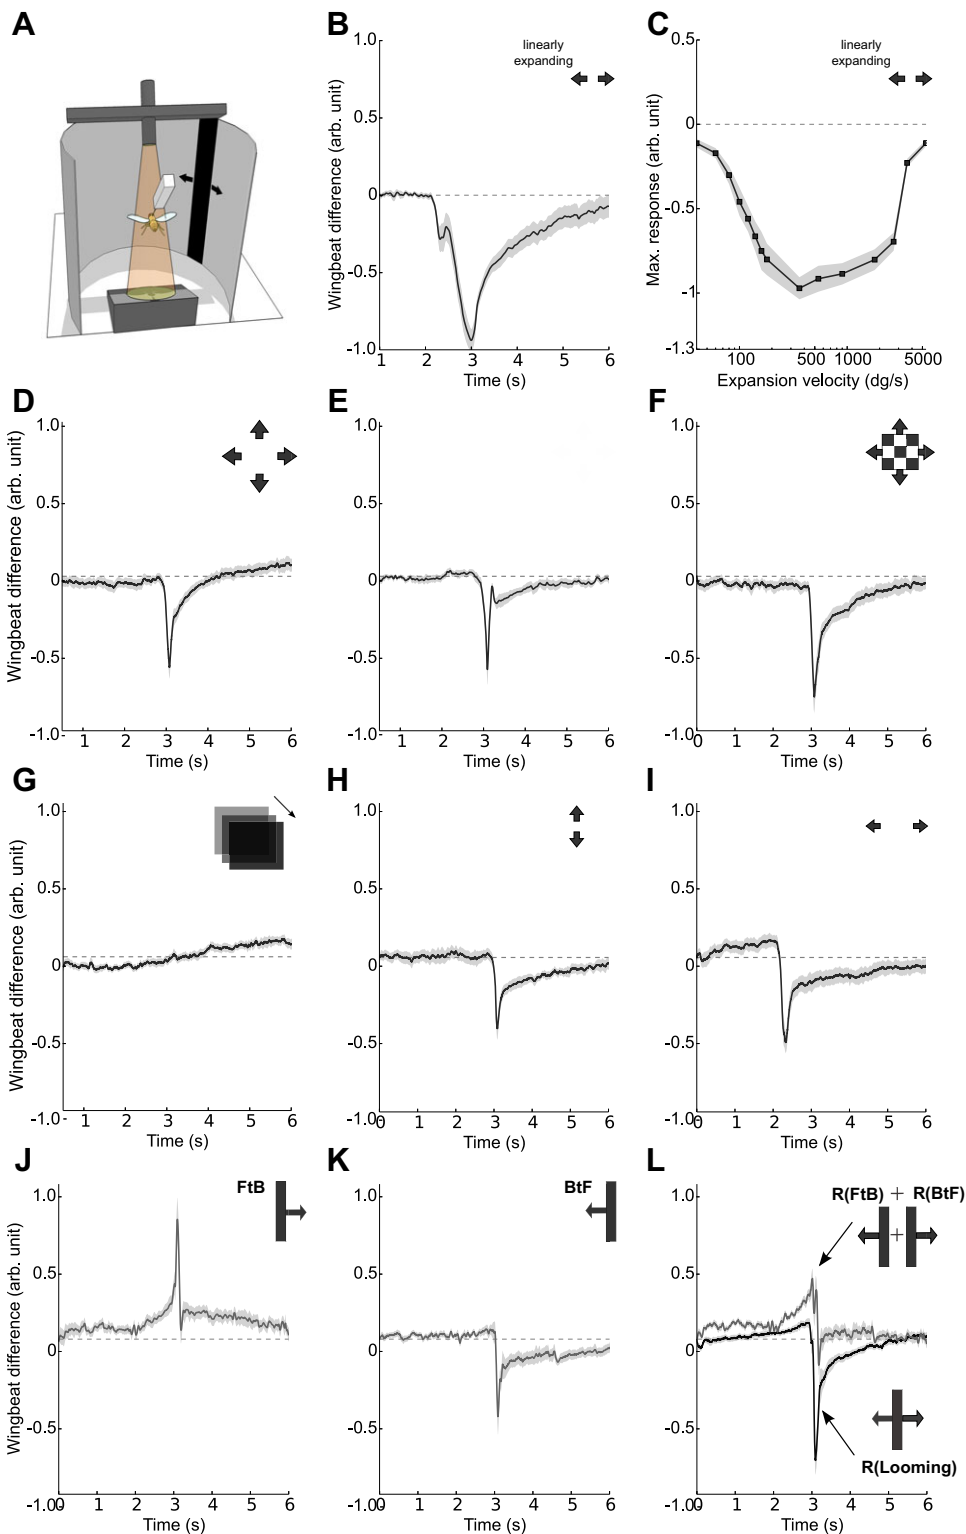 A
B
1.0
0.5
0
-0.5
-1.0
Wingbeat difference (arb. unit)
linearly
expanding
1 2 3 4 5 6
Time (s)
C
0.5
0
-0.5
-1
-1.3
Max. response (arb. unit)
linearly
expanding
100 500 1000 5000
Expansion velocity (dg/s)
D
1.0
0.5
0
-0.5
-1.0
Wingbeat difference (arb. unit)
1 2 3 4 5 6
Time (s)
E
1.0
0.5
0
-0.5
-1.0
1 2 3 4 5 6
Time (s)
F
1.0
0.5
0
-0.5
-1.0
0 1 2 3 4 5 6
Time (s)
G
1.0
0.5
0
-0.5
-1.0
Wingbeat difference (arb. unit)
1 2 3 4 5 6
Time (s)
H
1.0
0.5
0
-0.5
-1.0
0 1 2 3 4 5 6
Time (s)
I
1.0
0.5
0
-0.5
-1.0
0 1 2 3 4 5 6
Time (s)
J
FtB
1.0
0.5
0
-0.5
-1.0
Wingbeat difference (arb. unit)
0 1 2 3 4 5 6
Time (s)
K
BtF
1.0
0.5
0
-0.5
-1.0
0 1 2 3 4 5 6
Time (s)
L
R(FtB) + R(BtF)
+
1.0
0.5
0
-0.5
-1.0
R(Looming)
0 1 2 3 4 5 6
Time (s)